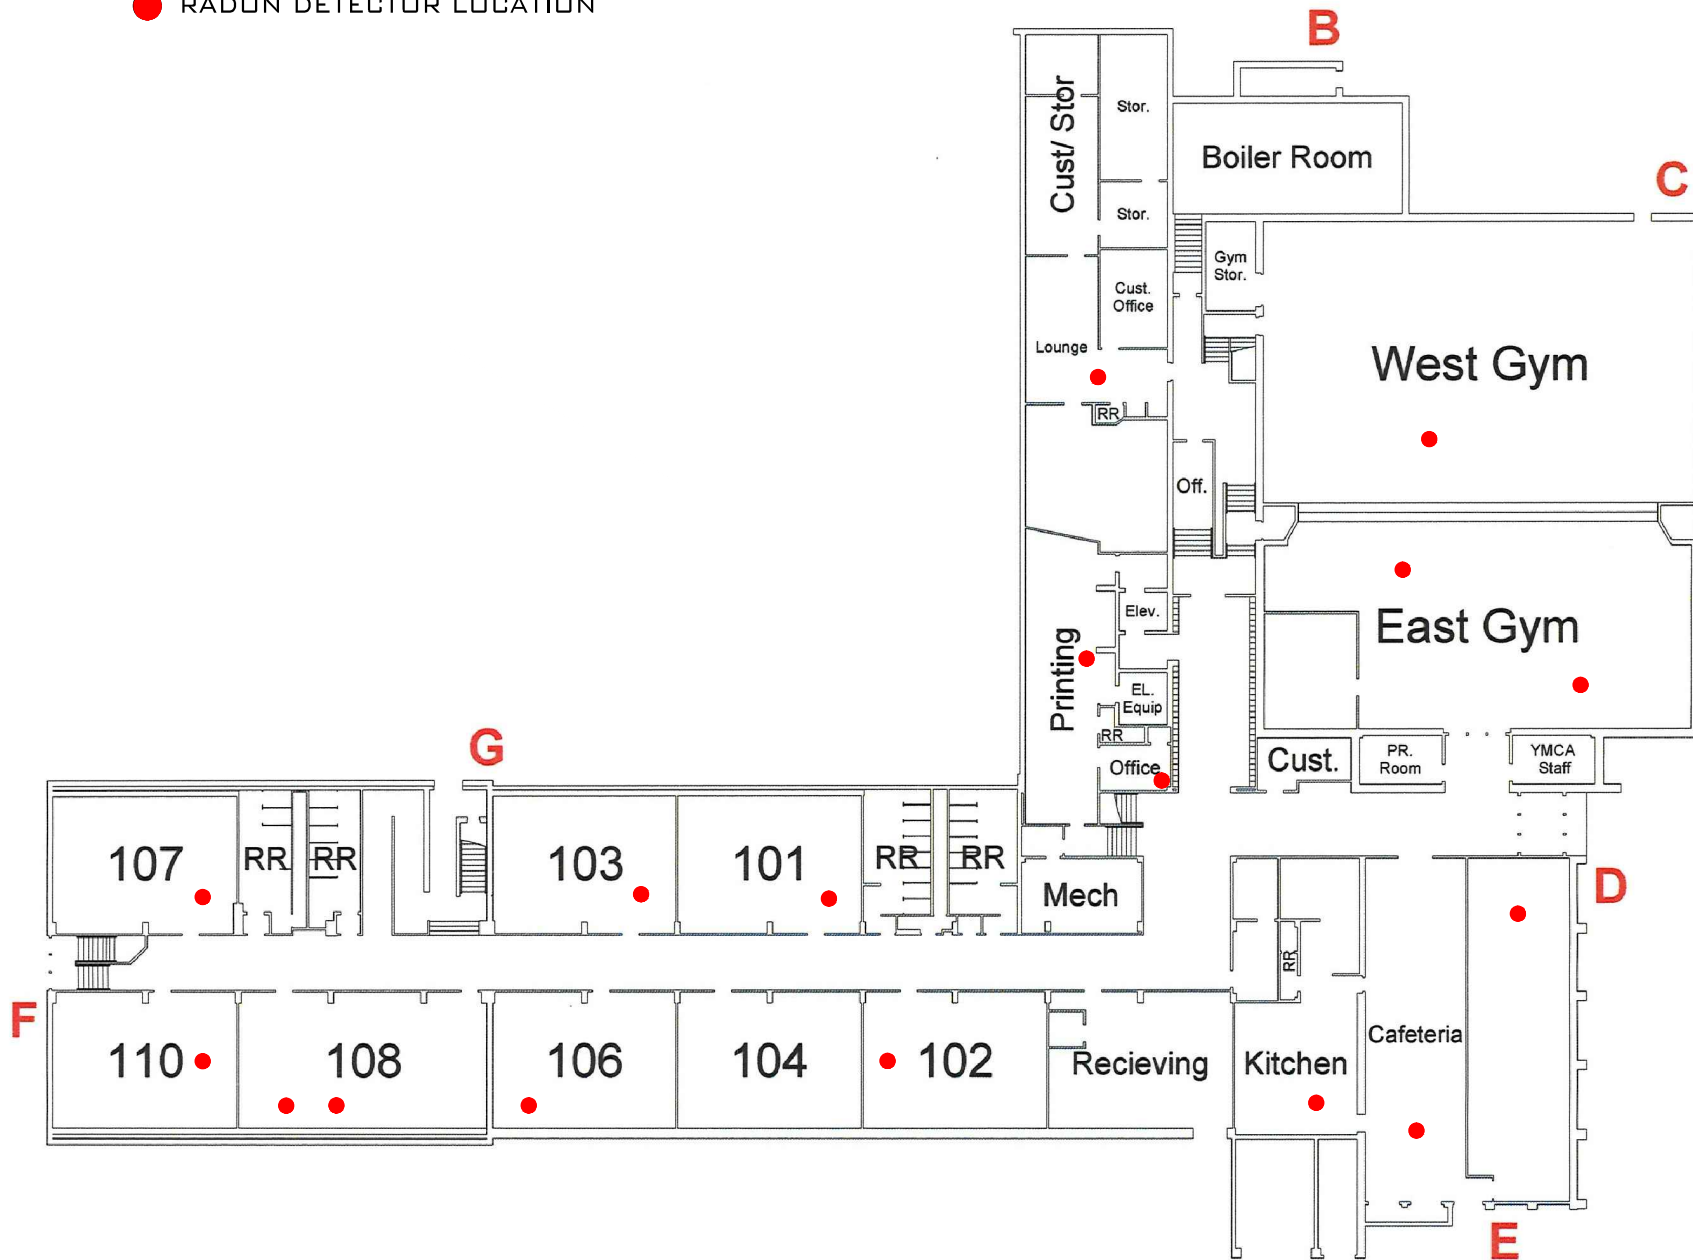 RADON DETECTOR LOCATION
B
Cust/ Stor
Stor.
Boiler Room
C
Stor.
Gym
Stor.
Cust.
Office
Lounge
West Gym
RR
Off.
Elev.
East Gym
Printing
EL.
Equip
RR
Office
Cust.
PR.
Room
YMCA
Staff
G
107
RR
RR
103
101
RR
RR
Mech
D
RR
F
110
108
106
104
102
Recieving
Kitchen
Cafeteria
E